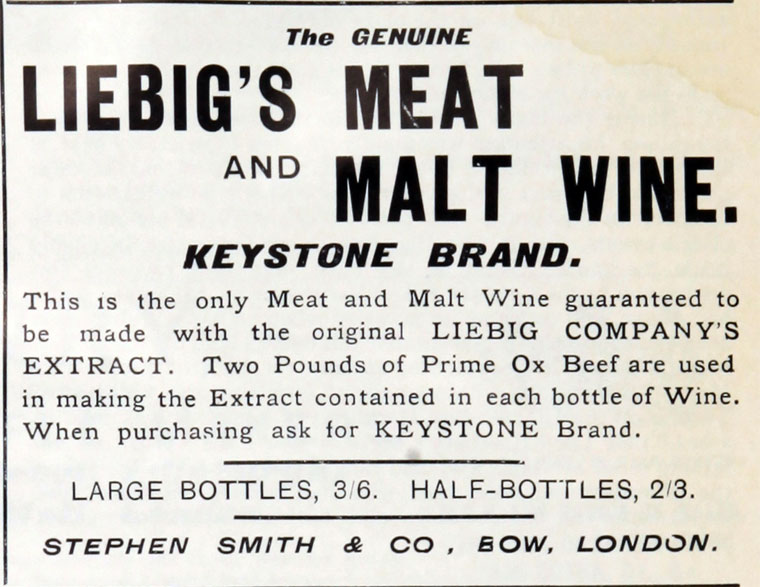 The GENUINE
LIEBIG'S MEAT
AND MALT WINE.
KEYSTONE BRAND.
This is the only Meat and Malt Wine guaranteed to
be made with the original LIEBIG COMPANY'S
EXTRACT. Two Pounds of Prime Ox Beef are used
in making the Extract contained in each bottle of Wine.
When purchasing ask for KEYSTONE Brand.
LARGE BOTTLES, 3/6. HALF-BOTTLES, 2/3.
STEPHEN SMITH & CO, BOW, LONDON.